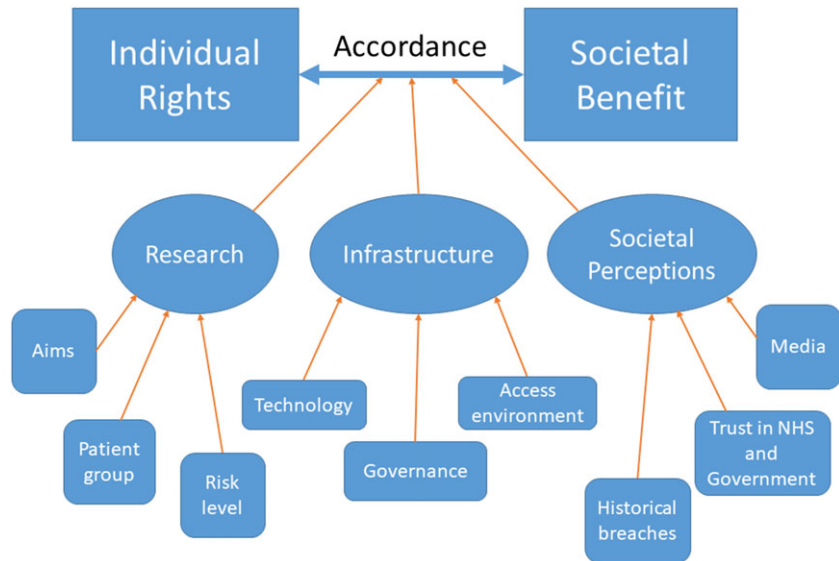 Individual
Rights
Accordance
Societal
Benefit
Research
Infrastructure
Societal
Perceptions
Aims
Patient
group
Risk
level
Technology
Governance
Access
environment
Historical
breaches
Trust in NHS
and
Government
Media